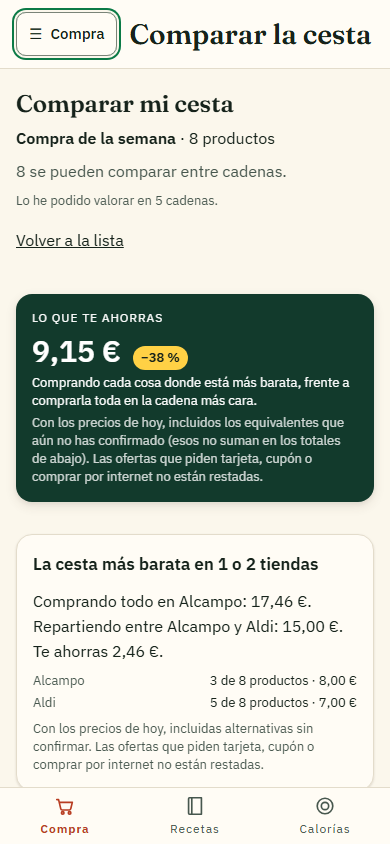 ☰ Compra
Comparar la cesta
Comparar mi cesta
Compra de la semana · 8 productos
8 se pueden comparar entre cadenas.
Lo he podido valorar en 5 cadenas.
Volver a la lista
LO QUE TE AHORRAS
9,15 € −38 %
Comprando cada cosa donde está más barata, frente a
comprarla toda en la cadena más cara.
Con los precios de hoy, incluidos los equivalentes que
aún no has confirmado (esos no suman en los totales
de abajo). Las ofertas que piden tarjeta, cupón o
comprar por internet no están restadas.
La cesta más barata en 1 o 2 tiendas
Comprando todo en Alcampo: 17,46 €.
Repartiendo entre Alcampo y Aldi: 15,00 €.
Te ahorras 2,46 €.
Alcampo 3 de 8 productos · 8,00 €
Aldi 5 de 8 productos · 7,00 €
Con los precios de hoy, incluidas alternativas sin
confirmar. Las ofertas que piden tarjeta, cupón o
comprar por internet no están restadas.
Compra Recetas Calorías